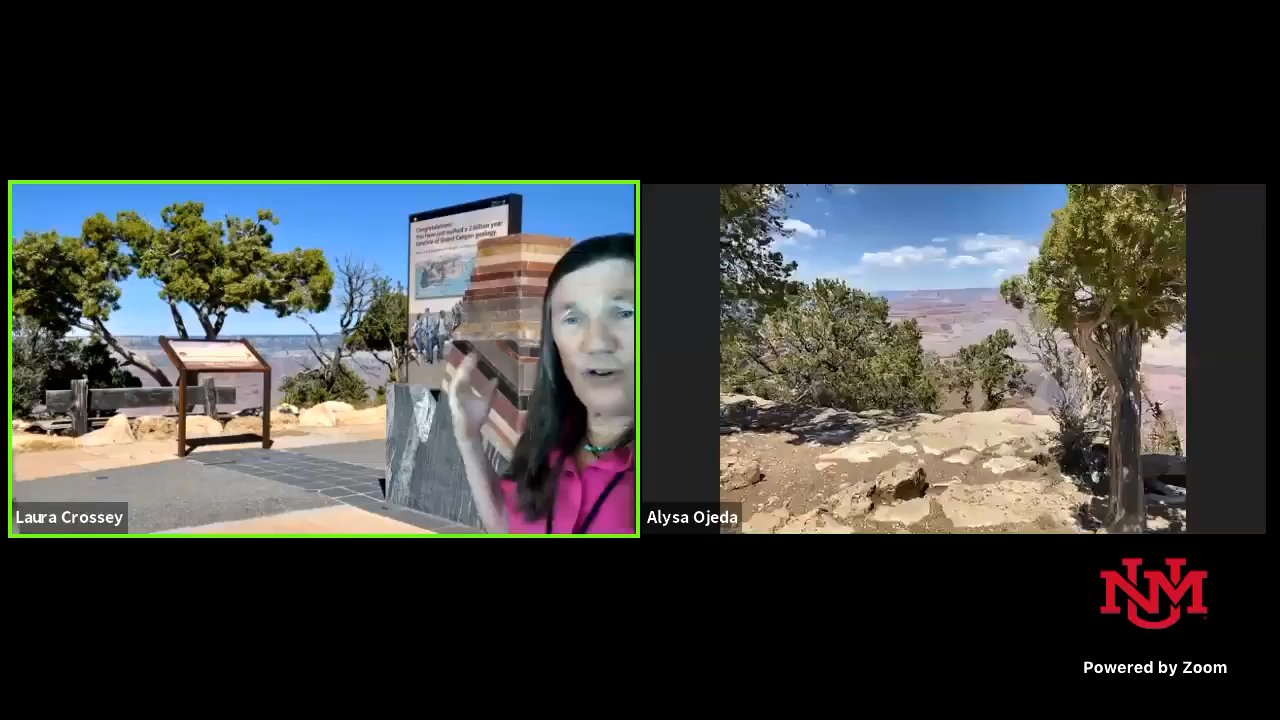 Congratulations!
You have just walked a 2 billion year
timeline of Grand Canyon geology.
Laura Crossey
Alysa Ojeda
UNM
Powered by Zoom